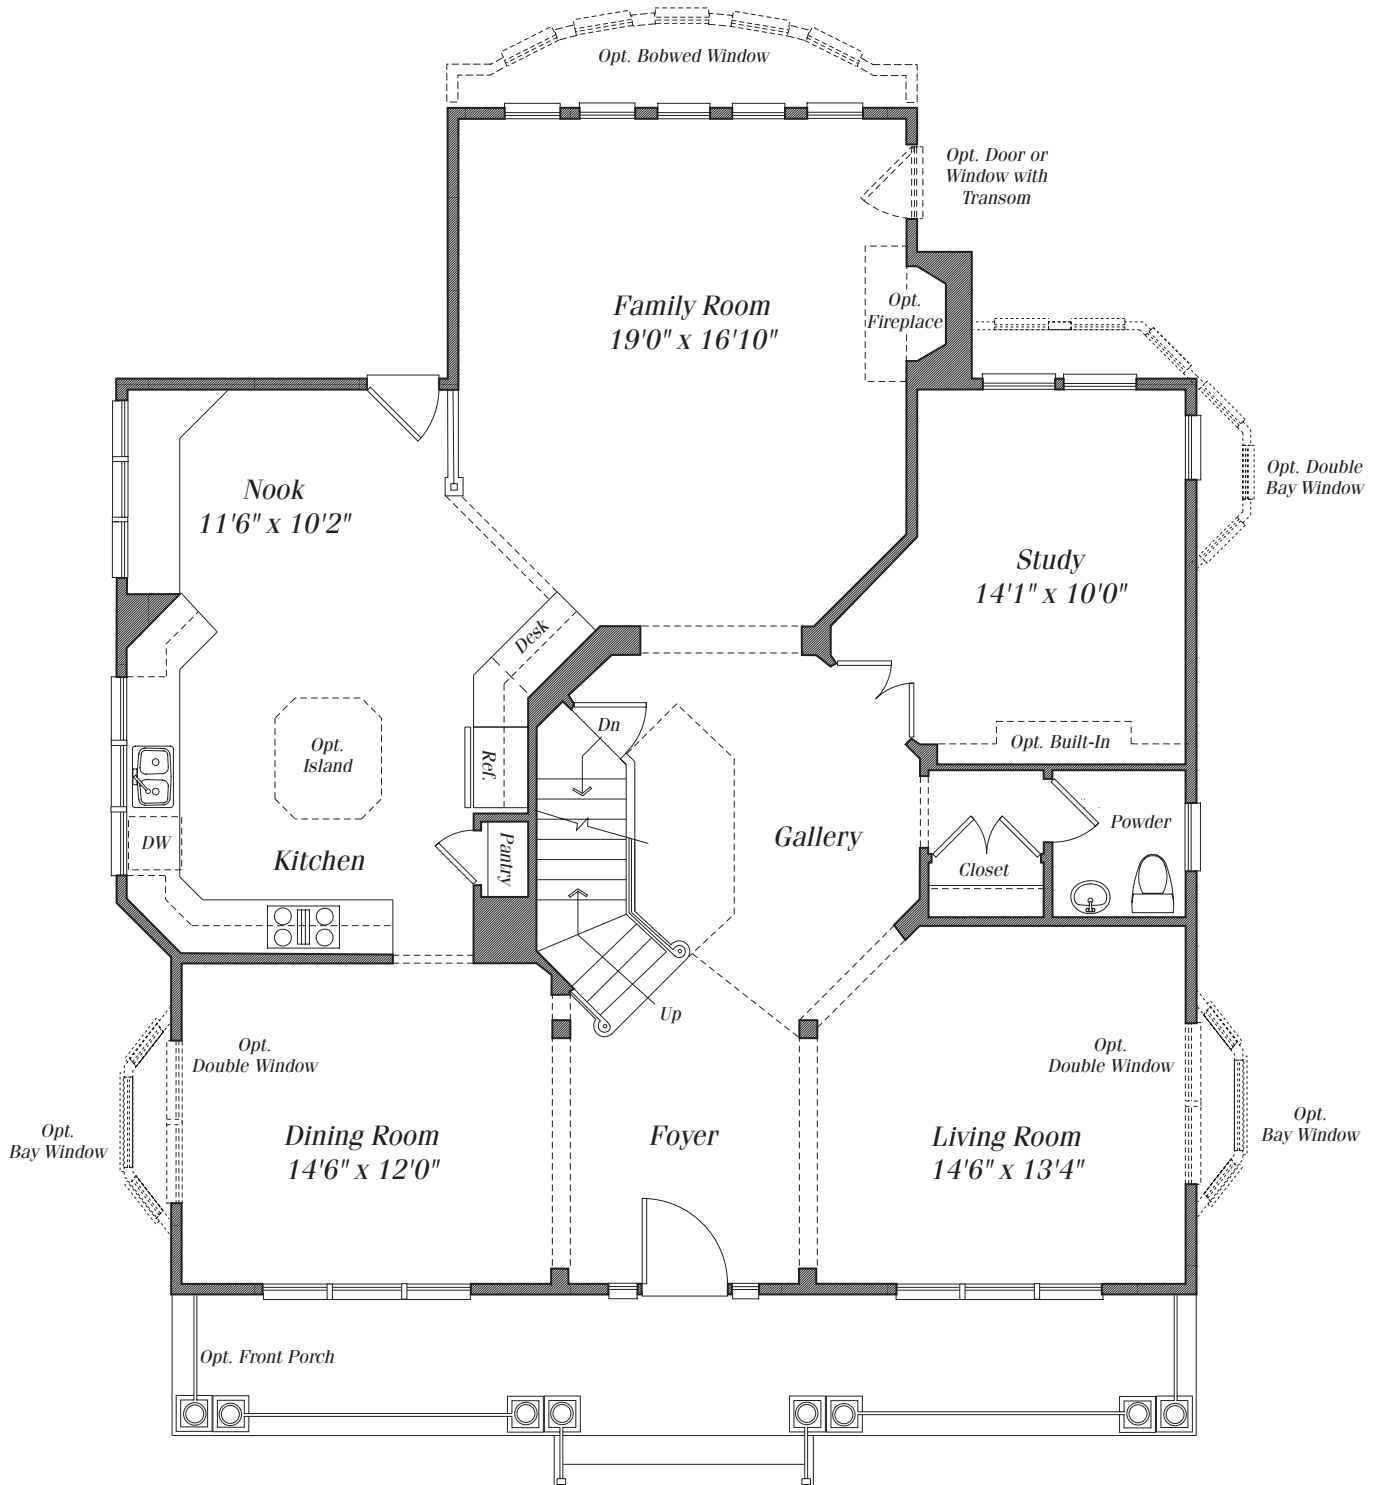 Opt. Bobwed Window
Opt. Door or
Window with
Transom
Family Room
19'0" x 16'10"
Opt.
Fireplace
Nook
11'6" x 10'2"
Opt. Double
Bay Window
Study
14'1" x 10'0"
Desk
Dn
Opt.
Island
Ref.
Opt. Built-In
DW
Kitchen
Pantry
Gallery
Powder
Closet
Up
Opt.
Double Window
Opt.
Double Window
Opt.
Bay Window
Dining Room
14'6" x 12'0"
Foyer
Living Room
14'6" x 13'4"
Opt.
Bay Window
Opt. Front Porch